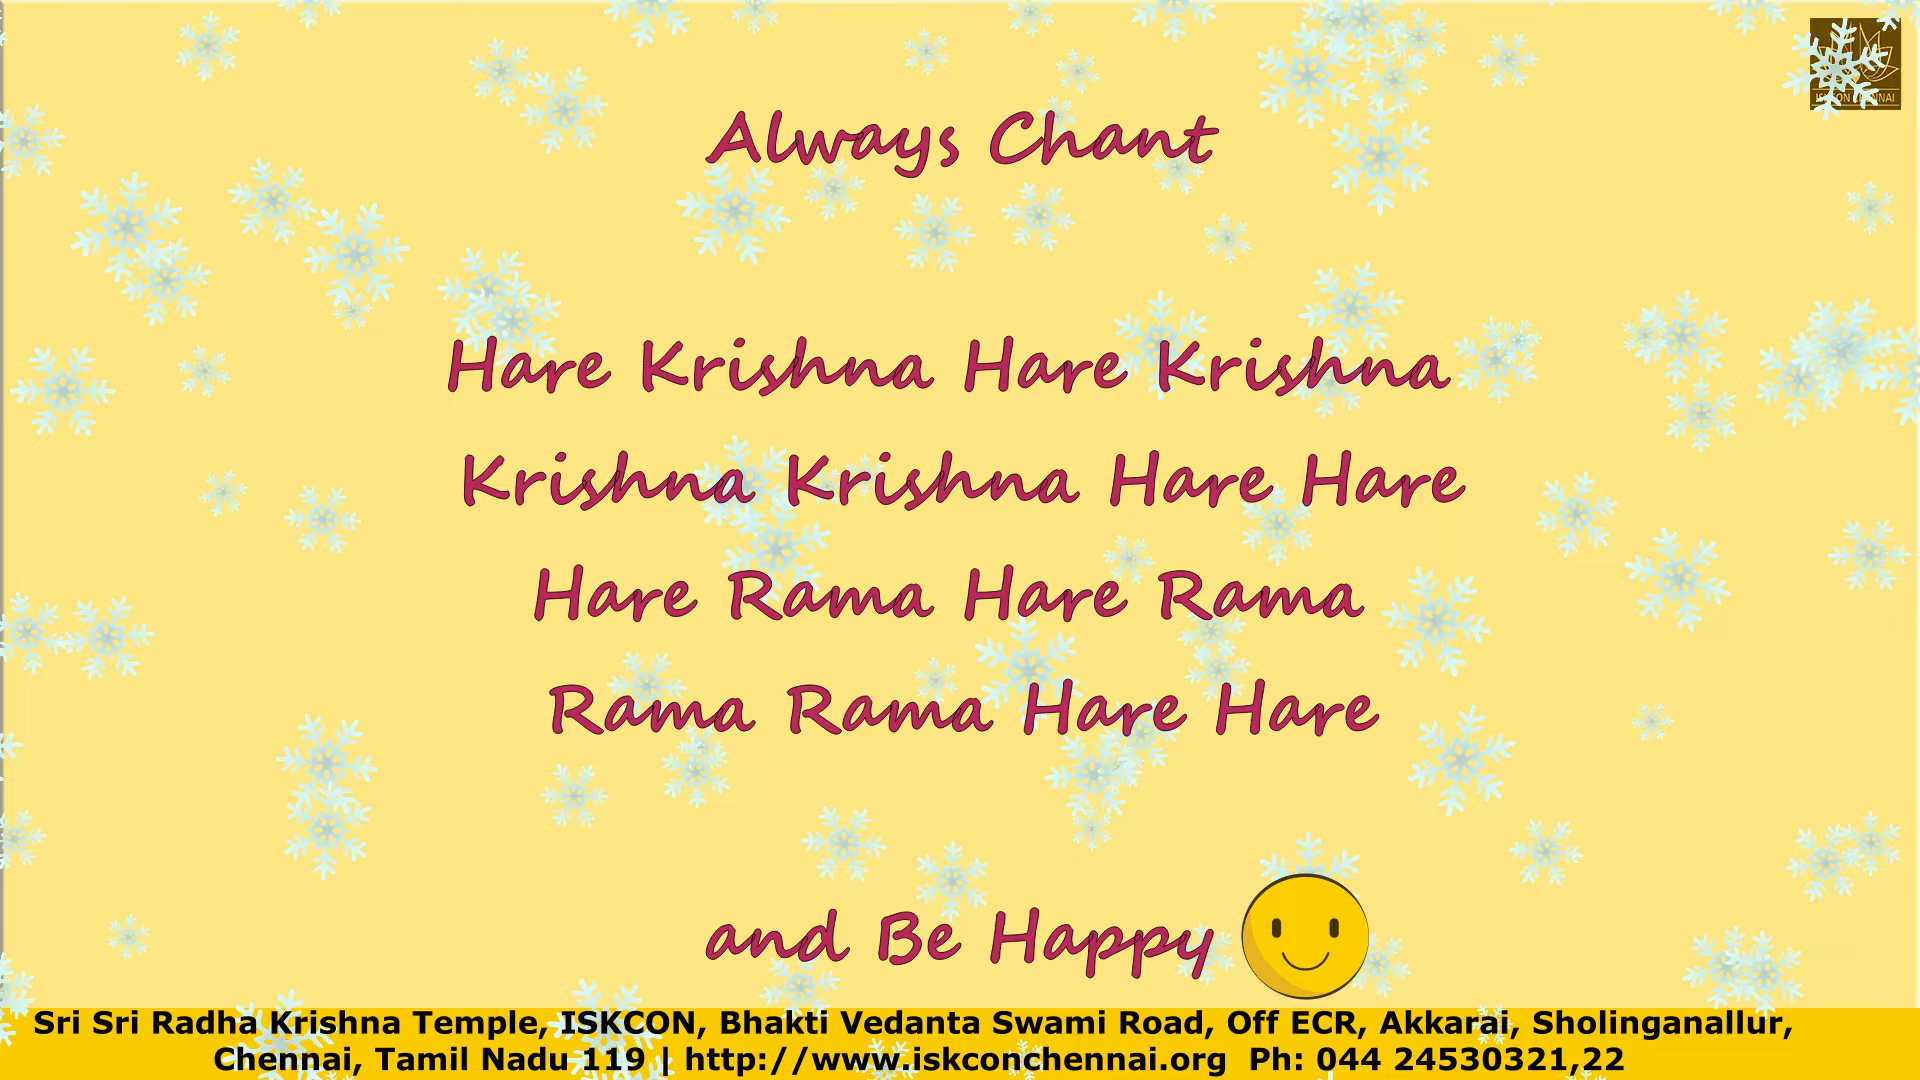 ISKCON CHENNAI
Always Chant
Hare Krishna Hare Krishna
Krishna Krishna Hare Hare
Hare Rama Hare Rama
Rama Rama Hare Hare
and Be Happy
Sri Sri Radha Krishna Temple, ISKCON, Bhakti Vedanta Swami Road, Off ECR, Akkarai, Sholinganallur,
Chennai, Tamil Nadu 119 | http://www.iskconchennai.org Ph: 044 24530321,22